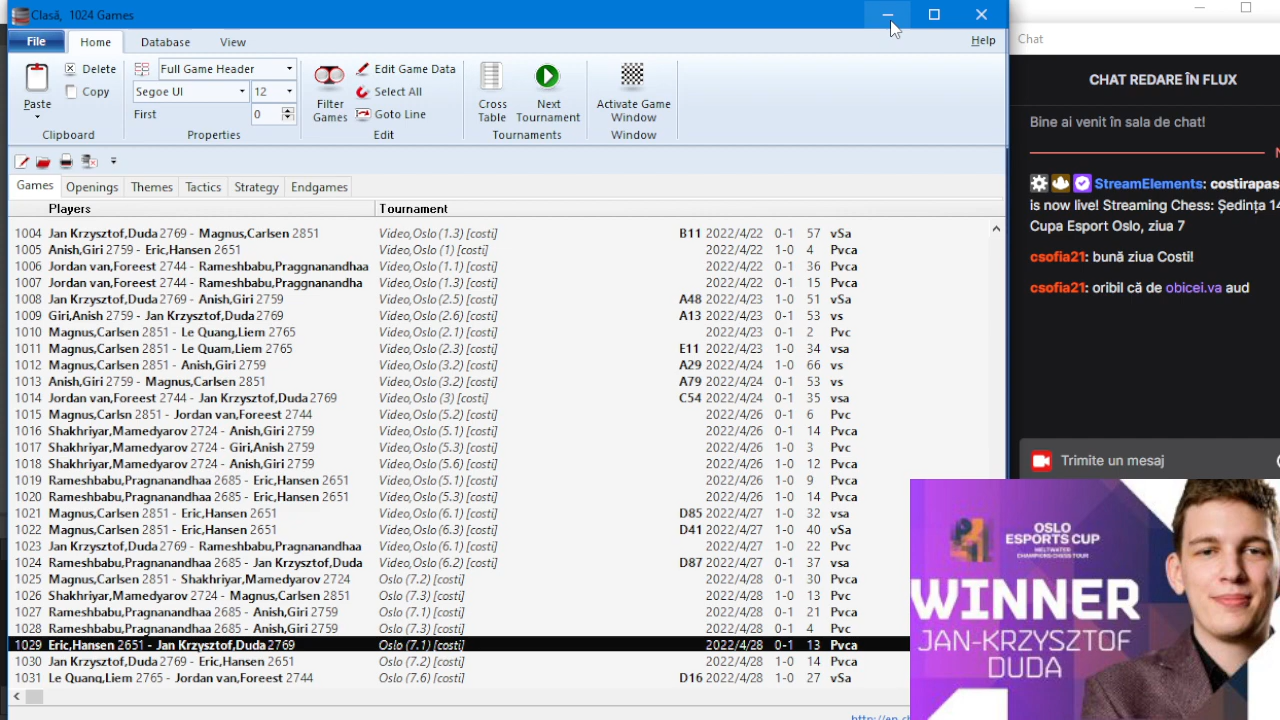 Clasă, 1024 Games
File Home Database View Help
Paste
Delete
Copy
Clipboard
Full Game Header
Segoe UI 12
First 0
Properties
Filter Games
Edit Game Data
Select All
Goto Line
Edit
Cross Table
Next Tournament
Tournaments
Activate Game Window
Window
Games Openings Themes Tactics Strategy Endgames
Players Tournament
1004 Jan Krzysztof,Duda 2769 - Magnus,Carlsen 2851 Video,Oslo (1.3) [costi] B11 2022/4/22 0-1 57 vSa
1005 Anish,Giri 2759 - Eric,Hansen 2651 Video,Oslo (1) [costi] 2022/4/22 1-0 4 Pvca
1006 Jordan van,Foreest 2744 - Rameshbabu,Praggnanandhaa Video,Oslo (1.1) [costi] 2022/4/22 0-1 36 Pvca
1007 Jordan van,Foreest 2744 - Rameshbabu,Praggnandha Video,Oslo (1.3) [costi] 2022/4/22 0-1 15 Pvca
1008 Jan Krzysztof,Duda 2769 - Anish,Giri 2759 Video,Oslo (2.5) [costi] A48 2022/4/23 1-0 51 vSa
1009 Giri,Anish 2759 - Jan Krzysztof,Duda 2769 Video,Oslo (2.6) [costi] A13 2022/4/23 0-1 53 vs
1010 Magnus,Carlsen 2851 - Le Quang,Liem 2765 Video,Oslo (2.1) [costi] 2022/4/23 0-1 2 Pvc
1011 Magnus,Carlsen 2851 - Le Quam,Liem 2765 Video,Oslo (2.3) [costi] E11 2022/4/23 1-0 34 vsa
1012 Magnus,Carlsen 2851 - Anish,Giri 2759 Video,Oslo (3.2) [costi] A29 2022/4/24 1-0 66 vs
1013 Anish,Giri 2759 - Magnus,Carlsen 2851 Video,Oslo (3.2) [costi] A79 2022/4/24 0-1 53 vs
1014 Jordan van,Foreest 2744 - Jan Krzysztof,Duda 2769 Video,Oslo (3) [costi] C54 2022/4/24 0-1 35 vsa
1015 Magnus,Carlsn 2851 - Jordan van,Foreest 2744 Video,Oslo (5.2) [costi] 2022/4/26 0-1 6 Pvc
1016 Shakhriyar,Mamedyarov 2724 - Anish,Giri 2759 Video,Oslo (5.1) [costi] 2022/4/26 0-1 14 Pvca
1017 Shakhriyar,Mamedyarov 2724 - Giri,Anish 2759 Video,Oslo (5.2) [costi] 2022/4/26 1-0 3 Pvc
1018 Shakhriyar,Mamedyarov 2724 - Anish,Giri 2759 Video,Oslo (5.6) [costi] 2022/4/26 1-0 12 Pvca
1019 Rameshbabu,Pragnanandhaa 2685 - Eric,Hansen 2651 Video,Oslo (5.1) [costi] 2022/4/26 1-0 9 Pvca
1020 Rameshbabu,Pragnanandhaa 2685 - Eric,Hansen 2651 Video,Oslo (5.3) [costi] 2022/4/26 1-0 14 Pvca
1021 Magnus,Carlsen 2851 - Eric,Hansen 2651 Video,Oslo (6.1) [costi] D85 2022/4/27 1-0 32 vsa
1022 Magnus,Carlsen 2851 - Eric,Hansen 2651 Video,Oslo (6.3) [costi] D41 2022/4/27 1-0 40 vSa
1023 Jan Krzysztof,Duda 2769 - Rameshbabu,Pragnanandhaa Video,Oslo (6.1) [costi] 2022/4/27 1-0 22 Pvc
1024 Rameshbabu,Pragnanandhaa 2685 - Jan Krzysztof,Duda Video,Oslo (6.2) [costi] D87 2022/4/27 1-0 37 vsa
1025 Magnus,Carlsen 2851 - Shakhriyar,Mamedyarov 2724 Oslo (7.2) [costi] 2022/4/28 0-1 30 Pvca
1026 Shakhriyar,Mamedyarov 2724 - Magnus,Carlsen 2851 Oslo (7.3) [costi] 2022/4/28 1-0 13 Pvc
1027 Rameshbabu,Pragnanandhaa 2685 - Anish,Giri 2759 Oslo (7.1) [costi] 2022/4/28 1-0 21 Pvca
1028 Rameshbabu,Pragnanandhaa 2685 - Anish,Giri 2759 Oslo (7.3) [costi] 2022/4/28 1-0 4 Pvc
1029 Eric,Hansen 2651 - Jan Krzysztof,Duda 2769 Oslo (7.1) [costi] 2022/4/28 0-1 13 Pvca
1030 Jan Krzysztof,Duda 2769 - Eric,Hansen 2651 Oslo (7.2) [costi] 2022/4/28 0-1 14 Pvca
1031 Le Quang,Liem 2765 - Jordan van,Foreest 2744 Oslo (7.6) [costi] D16 2022/4/28 1-0 27 vSa
Chat
CHAT REDARE ÎN FLUX
Bine ai venit în sala de chat!
StreamElements: costirapas
is now live! Streaming Chess: Ședința 14
Cupa Esport Oslo, ziua 7
csofia21: bună ziua Costi!
csofia21: oribil că de obicei.va aud
Trimite un mesaj
OSLO
ESPORTS CUP
MELTWATER
CHAMPIONS CHESS TOUR
WINNER
JAN-KRZYSZTOF
DUDA